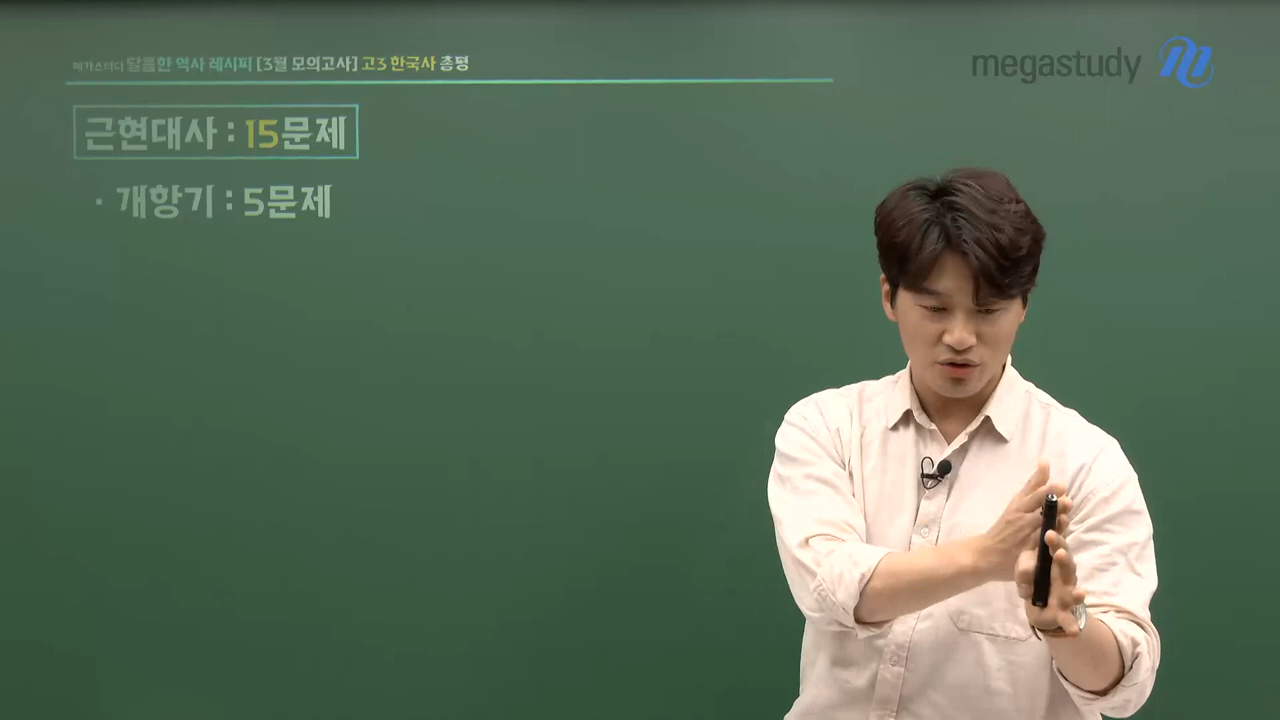 메가스터디 달콤한 역사 레시피 [3월 모의고사] 고3 한국사 총평
megastudy
근현대사 : 15문제
· 개항기 : 5문제